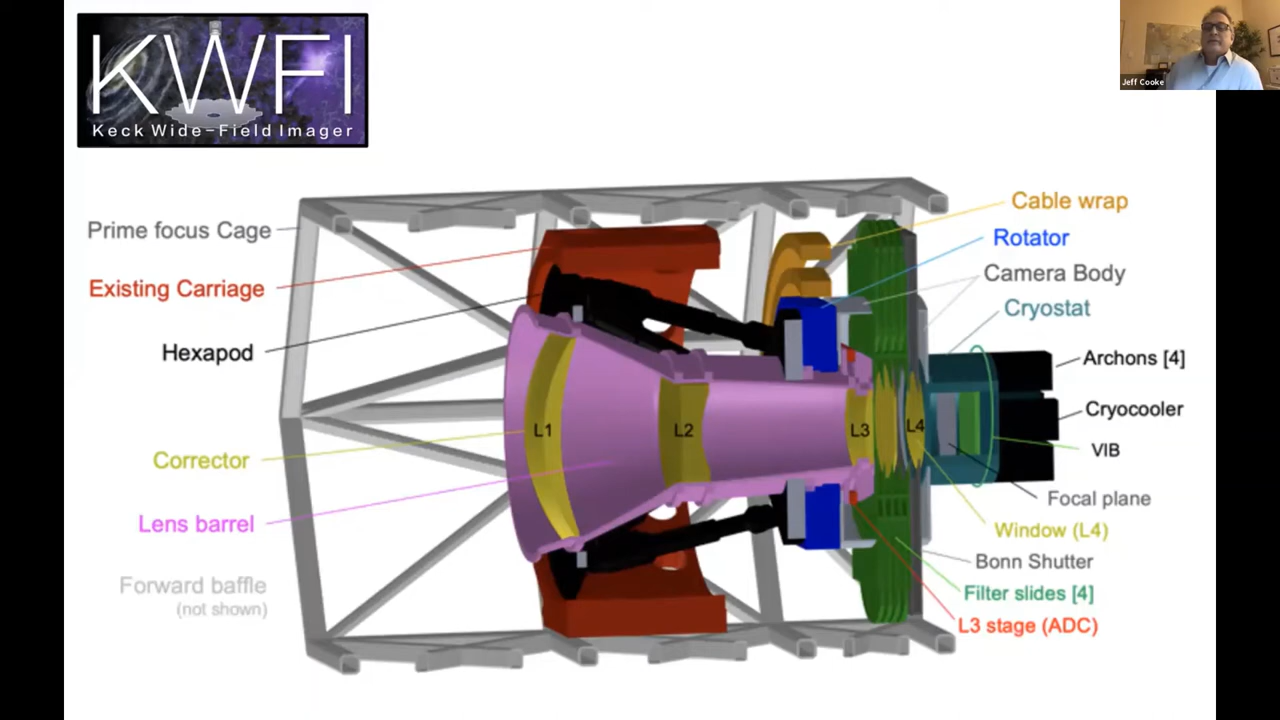 KWFI
Keck Wide-Field Imager
Jeff Cooke
Prime focus Cage
Existing Carriage
Hexapod
Corrector
Lens barrel
Forward baffle
(not shown)
L1
L2
L3
L4
Cable wrap
Rotator
Camera Body
Cryostat
Archons [4]
Cryocooler
VIB
Focal plane
Window (L4)
Bonn Shutter
Filter slides [4]
L3 stage (ADC)